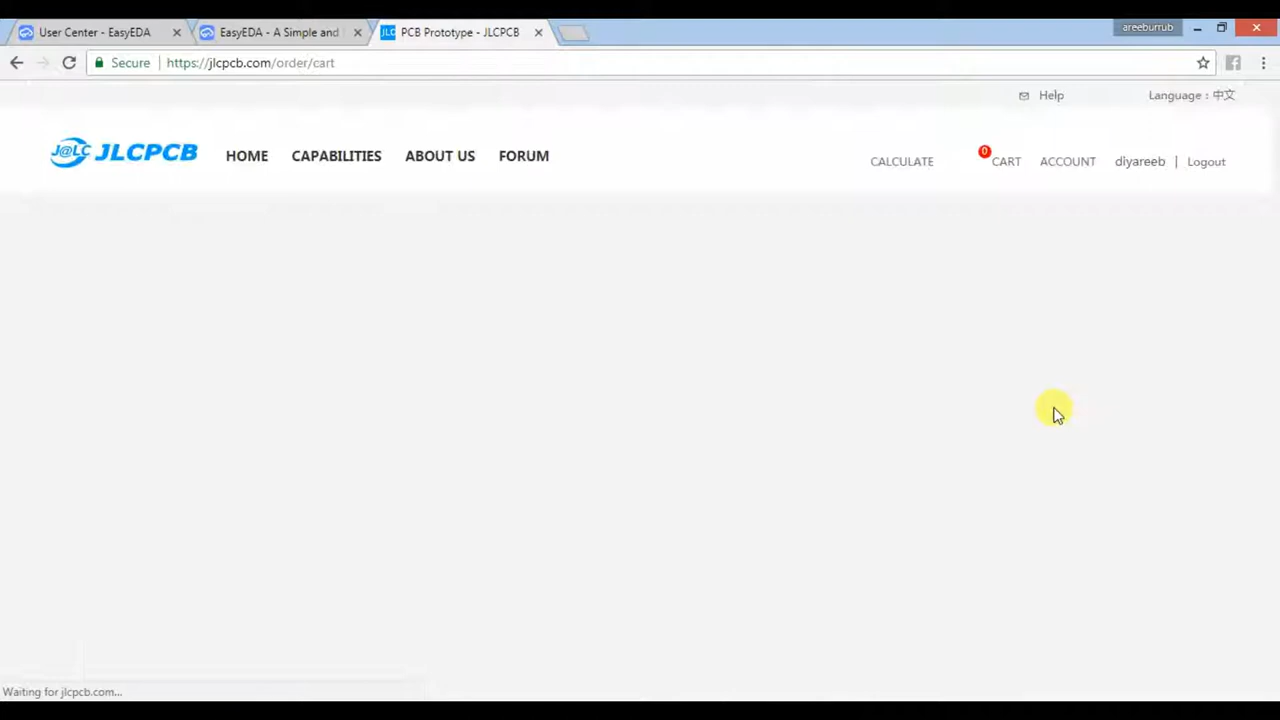 User Center - EasyEDA
EasyEDA - A Simple and
PCB Prototype - JLCPCB
areeburrub
Secure
https://jlcpcb.com/order/cart
Help
Language : 中文
J@LC JLCPCB
HOME
CAPABILITIES
ABOUT US
FORUM
CALCULATE
0
CART
ACCOUNT
diyareeb | Logout
Waiting for jlcpcb.com...